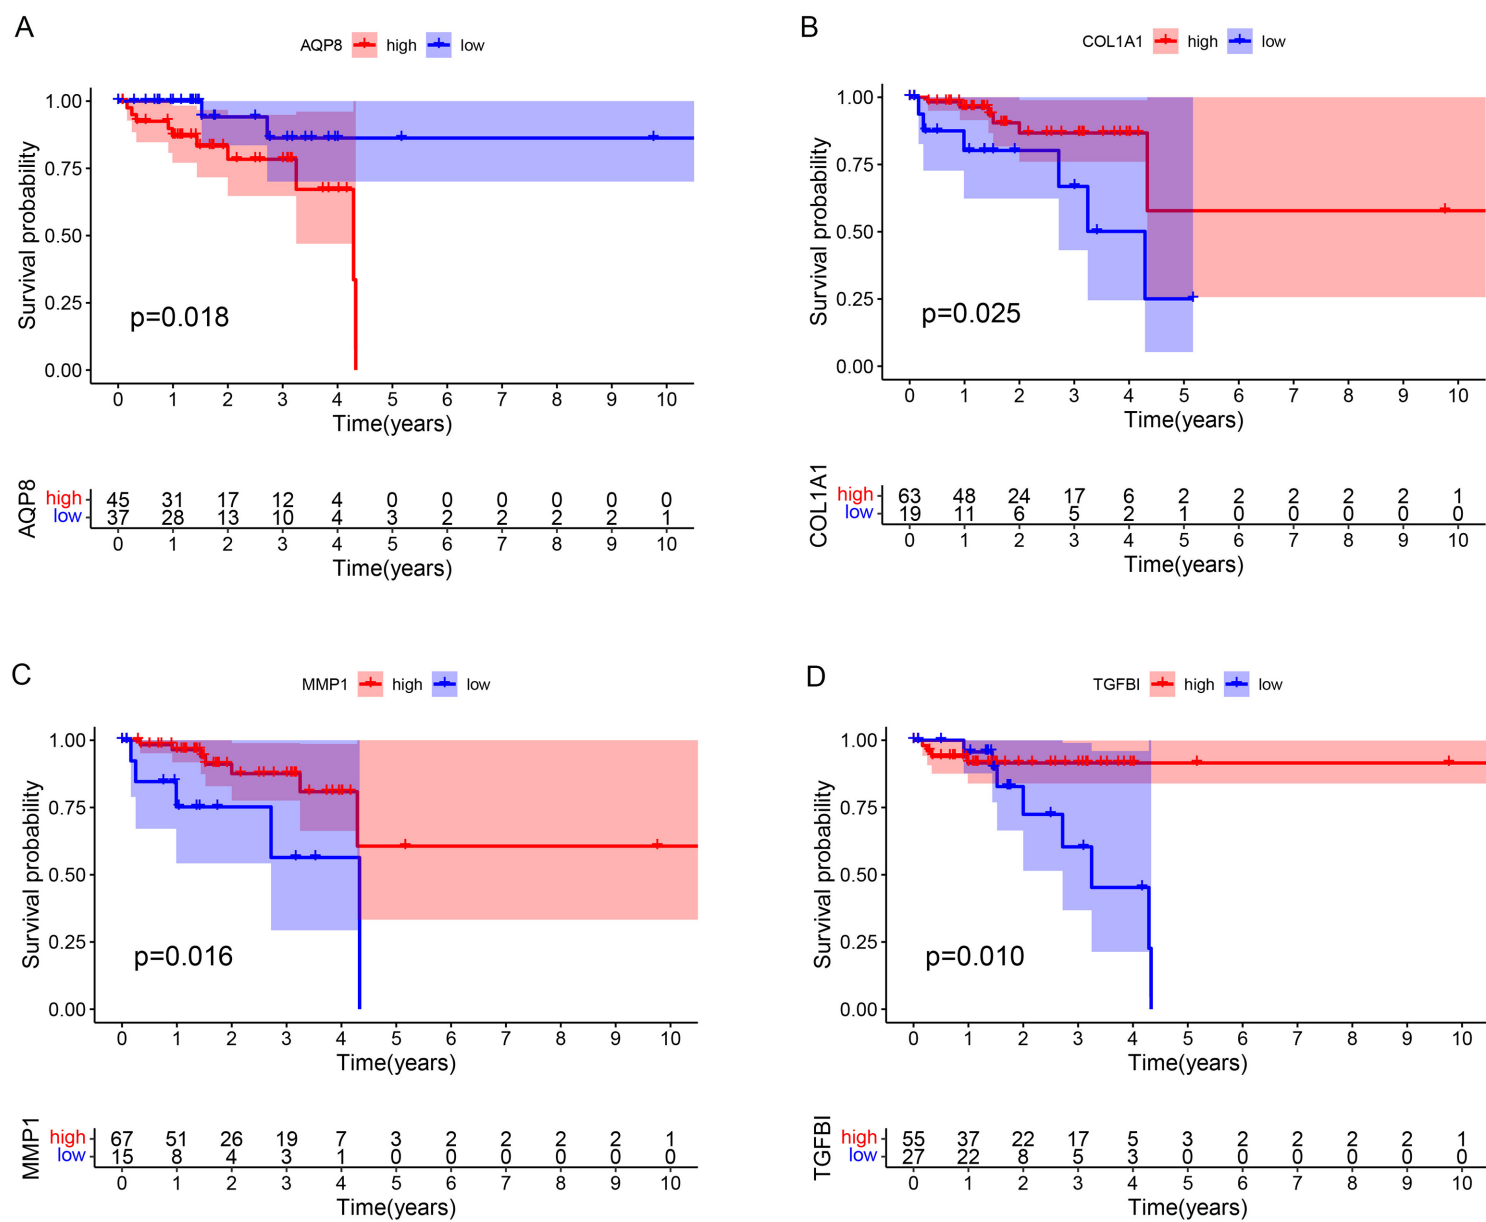 A
AQP8 high low
Survival probability
1.00
0.75
0.50
0.25
0.00
p=0.018
0 1 2 3 4 5 6 7 8 9 10
Time(years)
AQP8
high 45 31 17 12 4 0 0 0 0 0 0
low 37 28 13 10 4 3 2 2 2 2 1
0 1 2 3 4 5 6 7 8 9 10
Time(years)
B
COL1A1 high low
Survival probability
1.00
0.75
0.50
0.25
0.00
p=0.025
0 1 2 3 4 5 6 7 8 9 10
Time(years)
COL1A1
high 63 48 24 17 6 2 2 2 2 2 1
low 19 11 6 5 2 1 0 0 0 0 0
0 1 2 3 4 5 6 7 8 9 10
Time(years)
C
MMP1 high low
Survival probability
1.00
0.75
0.50
0.25
0.00
p=0.016
0 1 2 3 4 5 6 7 8 9 10
Time(years)
MMP1
high 67 51 26 19 7 3 2 2 2 2 1
low 15 8 4 3 1 0 0 0 0 0 0
0 1 2 3 4 5 6 7 8 9 10
Time(years)
D
TGFBI high low
Survival probability
1.00
0.75
0.50
0.25
0.00
p=0.010
0 1 2 3 4 5 6 7 8 9 10
Time(years)
TGFBI
high 55 37 22 17 5 3 2 2 2 2 1
low 27 22 8 5 3 0 0 0 0 0 0
0 1 2 3 4 5 6 7 8 9 10
Time(years)